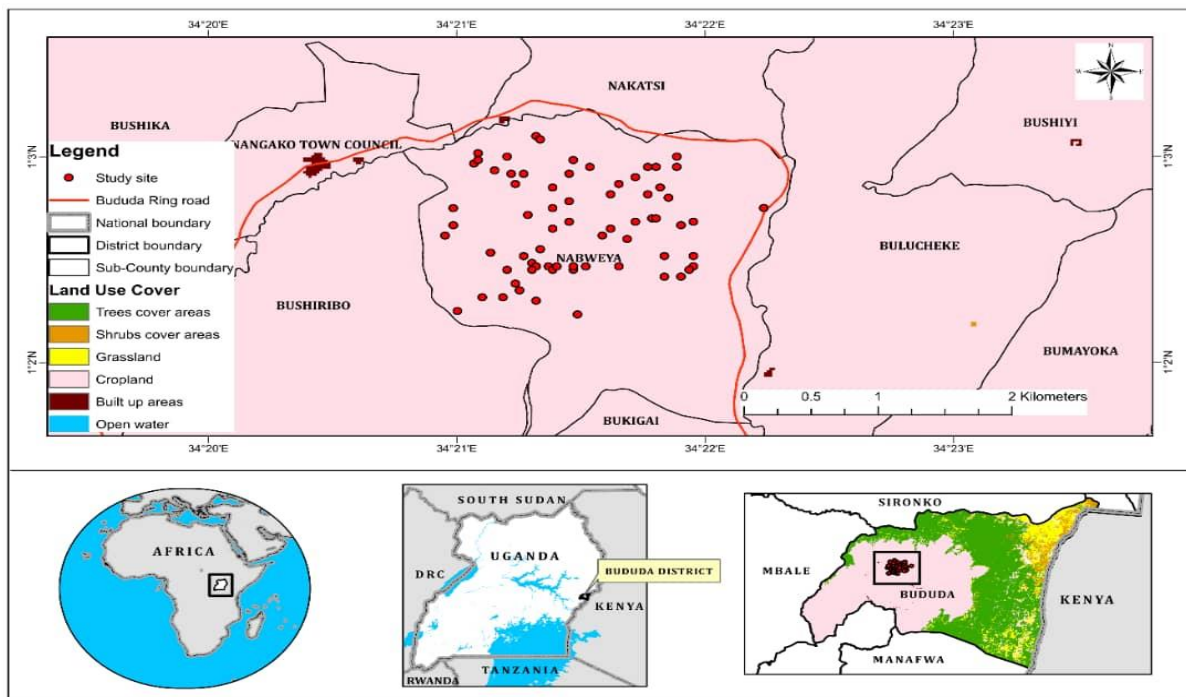 34°20'E
34°21'E
34°22'E
34°23'E
N
W
E
S
NAKATSI
BUSHIKA
BUSHIYI
NANGAKO TOWN COUNCIL
1°3'N
1°3'N
Legend
Study site
Bududa Ring road
National boundary
District boundary
Sub-County boundary
Land Use Cover
Trees cover areas
Shrubs cover areas
Grassland
Cropland
Built up areas
Open water
BULUCHEKE
NABWEYA
BUSHIRIBO
BUMAYOKA
1°2'N
1°2'N
0
0.5
1
2 Kilometers
BUKIGAI
34°20'E
34°21'E
34°22'E
34°23'E
AFRICA
SOUTH SUDAN
UGANDA
DRC
BUDUDA DISTRICT
KENYA
TANZANIA
RWANDA
SIRONKO
MBALE
BUDUDA
KENYA
MANAFWA